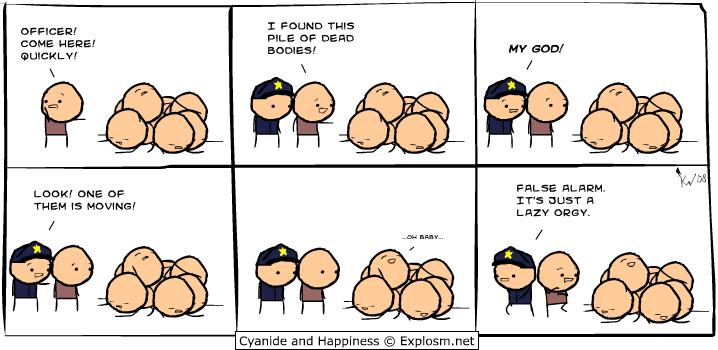 OFFICER!
COME HERE!
QUICKLY!
I FOUND THIS
PILE OF DEAD
BODIES!
MY GOD!
LOOK! ONE OF
THEM IS MOVING!
...OH BABY...
FALSE ALARM.
IT'S JUST A
LAZY ORGY.
Cyanide and Happiness © Explosm.net